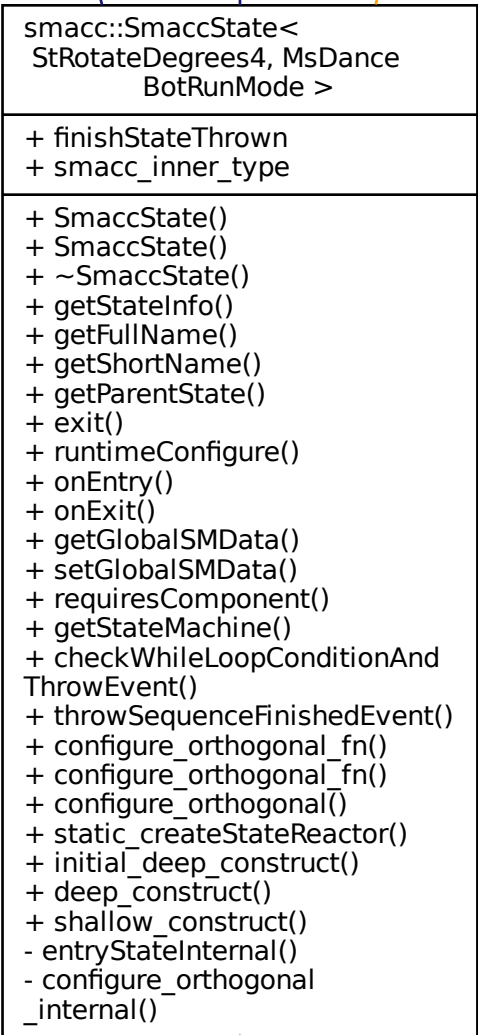 smacc::SmaccState<
StRotateDegrees4, MsDance
BotRunMode >
+ finishStateThrown
+ smacc_inner_type
+ SmaccState()
+ SmaccState()
+ ~SmaccState()
+ getStateInfo()
+ getFullName()
+ getShortName()
+ getParentState()
+ exit()
+ runtimeConfigure()
+ onEntry()
+ onExit()
+ getGlobalSMData()
+ setGlobalSMData()
+ requiresComponent()
+ getStateMachine()
+ checkWhileLoopConditionAnd
ThrowEvent()
+ throwSequenceFinishedEvent()
+ configure_orthogonal_fn()
+ configure_orthogonal_fn()
+ configure_orthogonal()
+ static_createStateReactor()
+ initial_deep_construct()
+ deep_construct()
+ shallow_construct()
- entryStateInternal()
- configure_orthogonal
_internal()